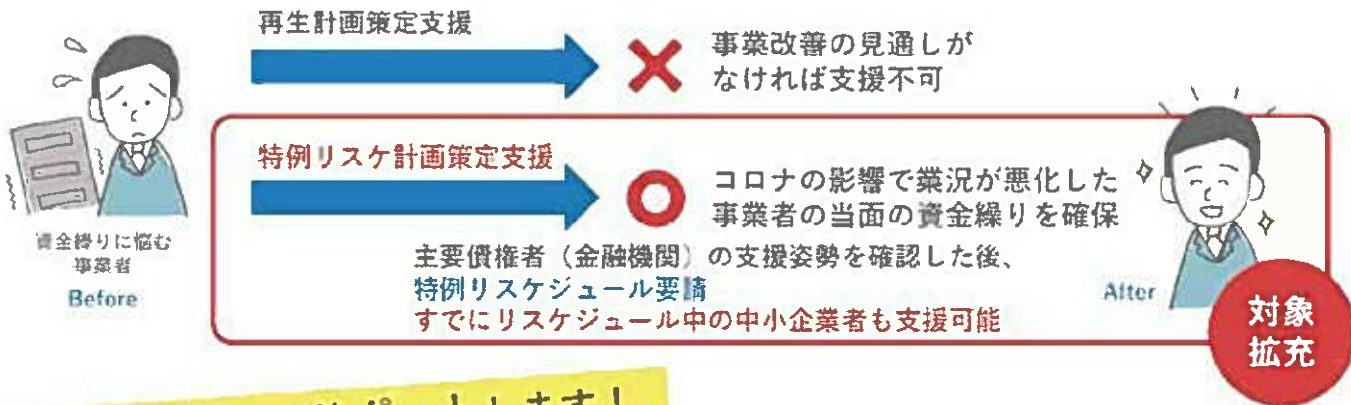 再生計画策定支援
事業改善の見通しが
なければ支援不可
特例リスケ計画策定支援
コロナの影響で業況が悪化した
事業者の当面の資金繰りを確保
資金繰りに悩む
事業者
Before
主要債権者（金融機関）の支援姿勢を確認した後、
特例リスケジュール要請
すでにリスケジュール中の中小企業者も支援可能
After
対象
拡充
します！